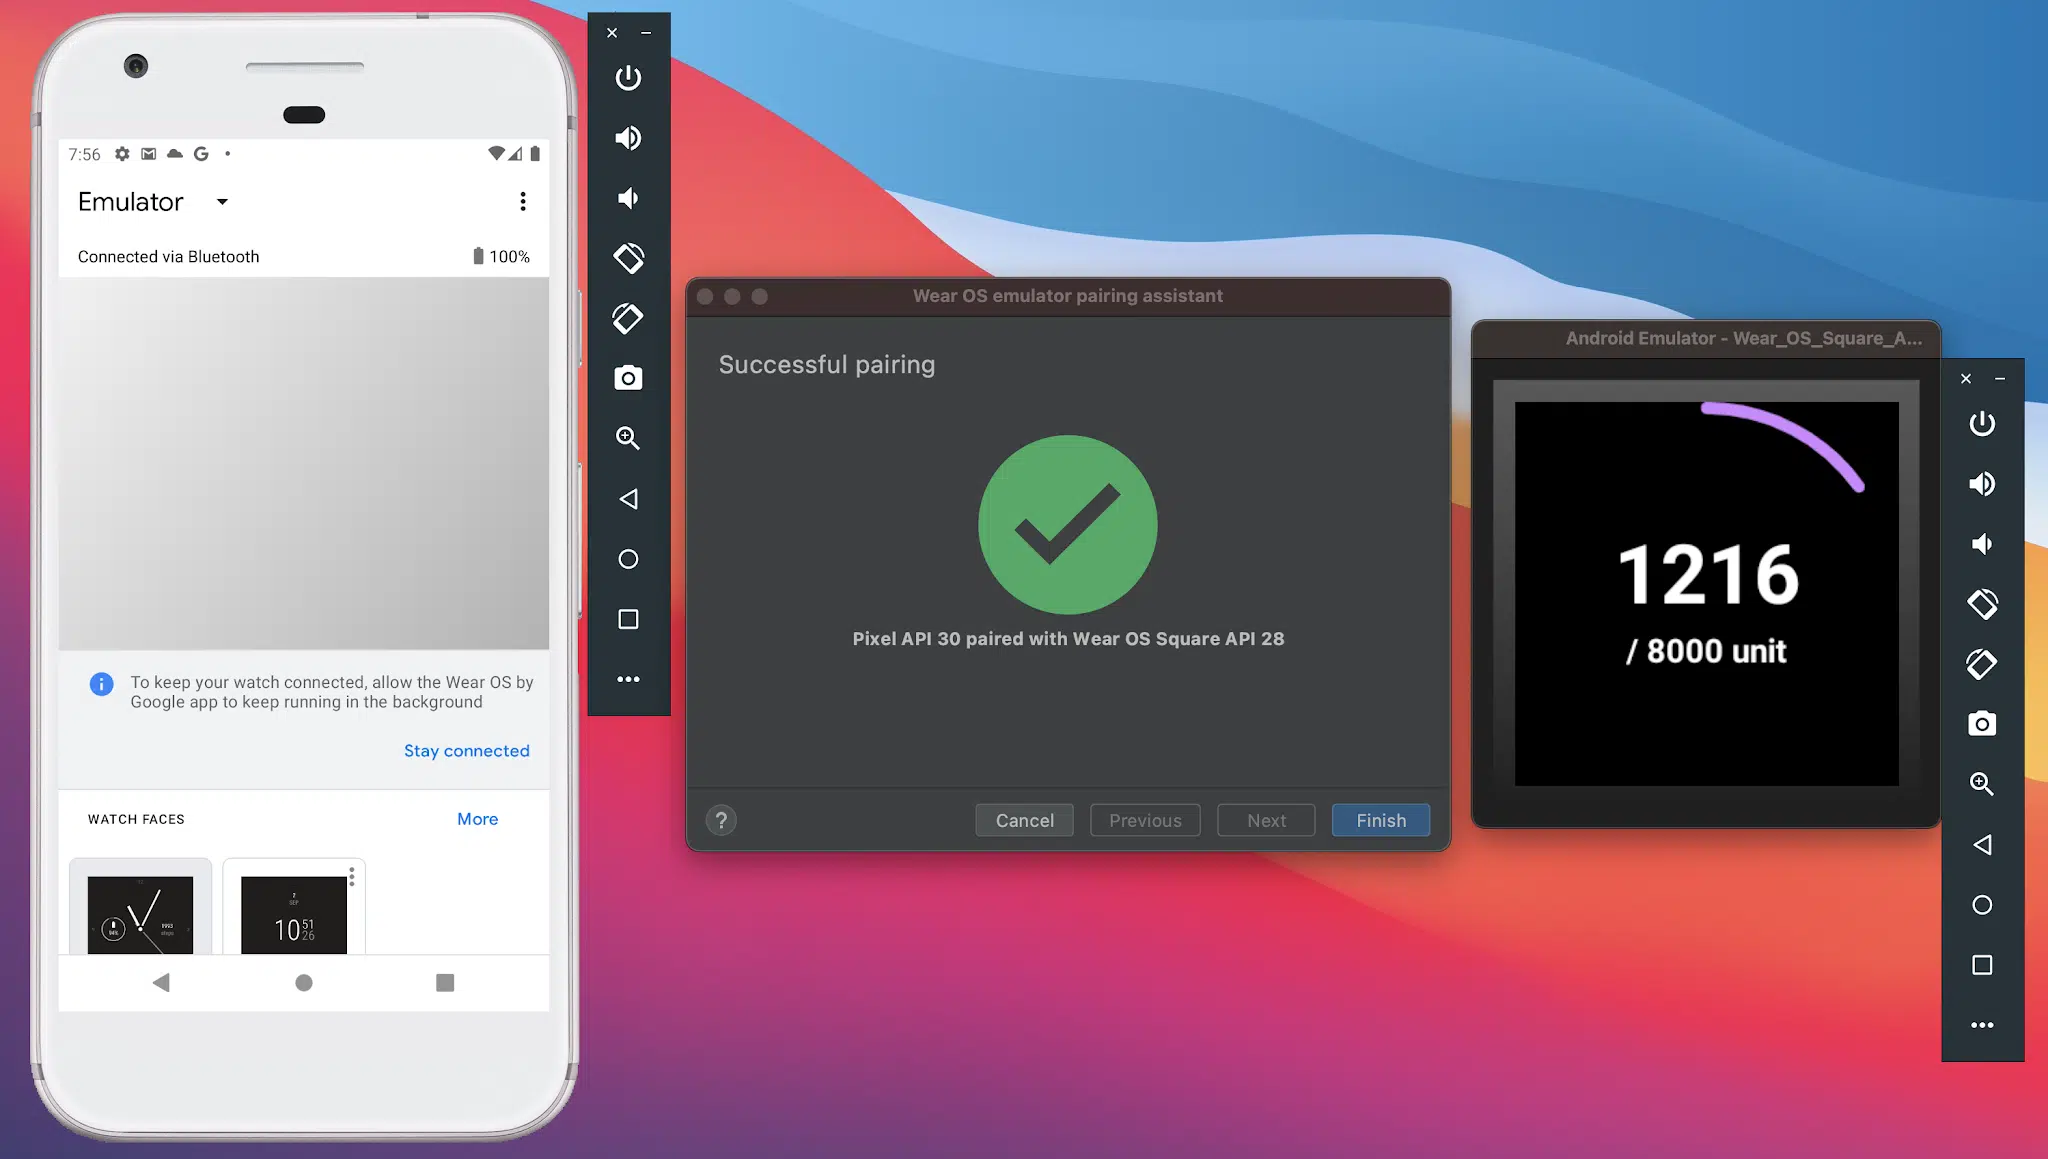 7:56
Emulator
Connected via Bluetooth
100%
To keep your watch connected, allow the Wear OS by
Google app to keep running in the background
Stay connected
WATCH FACES
More
7
SEP
10 51
26
Wear OS emulator pairing assistant
Successful pairing
Pixel API 30 paired with Wear OS Square API 28
?
Cancel
Previous
Next
Finish
Android Emulator - Wear_OS_Square_A...
1216
/ 8000 unit